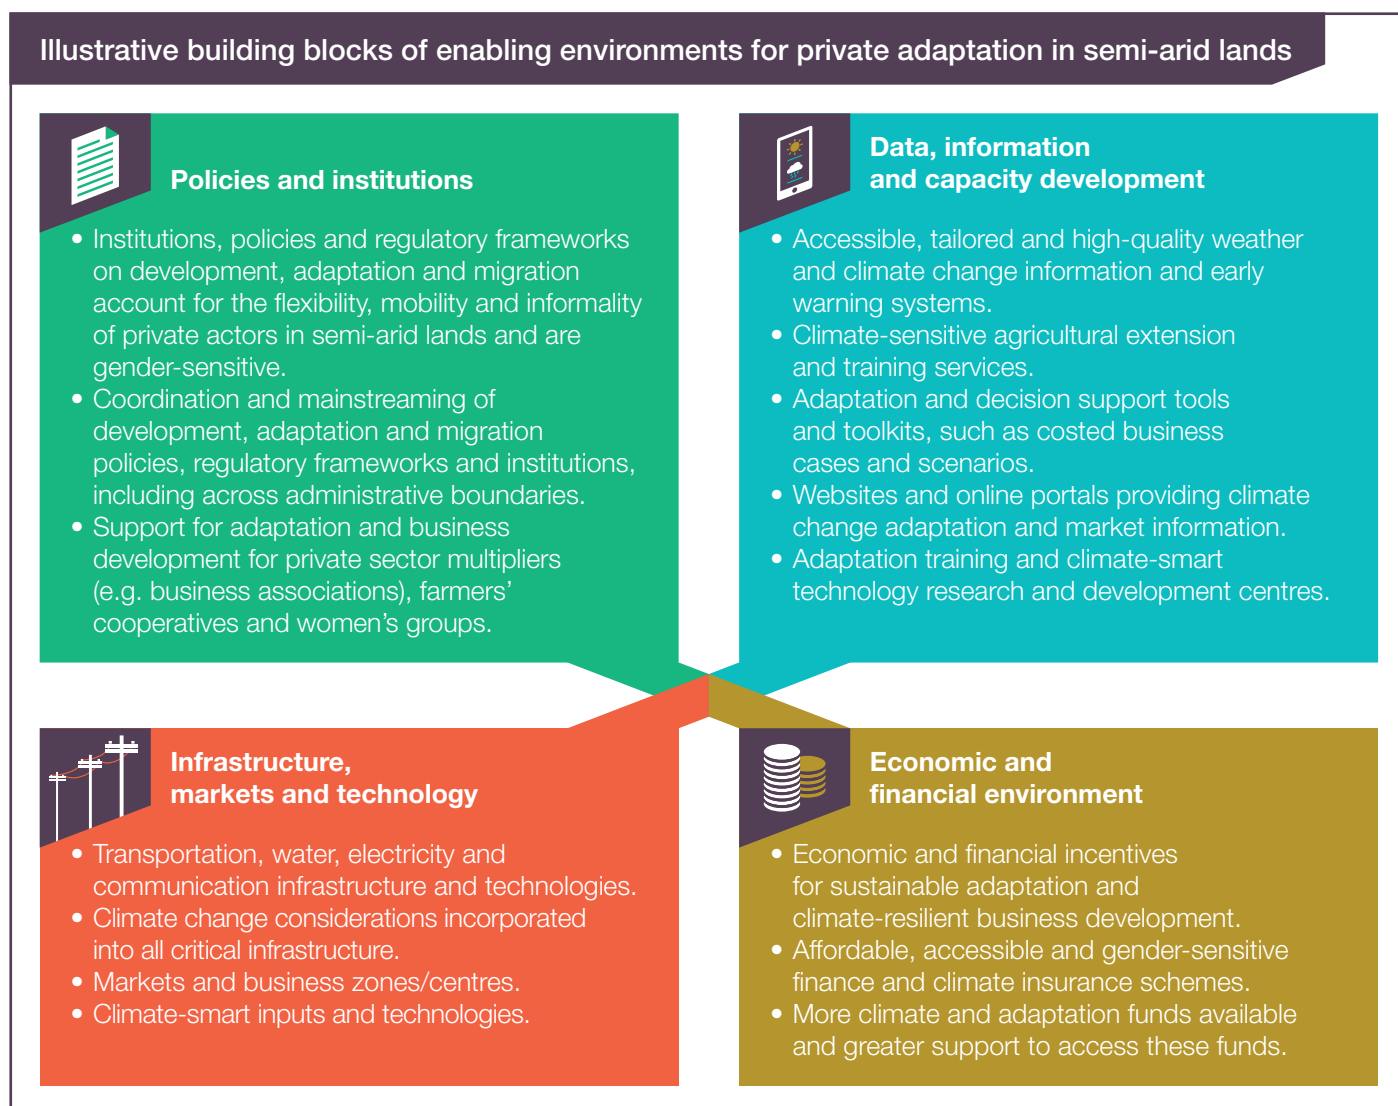 Illustrative building blocks of enabling environments for private adaptation in semi-arid lands
Policies and institutions
• Institutions, policies and regulatory frameworks
on development, adaptation and migration
account for the flexibility, mobility and informality
of private actors in semi-arid lands and are
gender-sensitive.
• Coordination and mainstreaming of
development, adaptation and migration
policies, regulatory frameworks and institutions,
including across administrative boundaries.
• Support for adaptation and business
development for private sector multipliers
(e.g. business associations), farmers’
cooperatives and women’s groups.
Data, information
and capacity development
• Accessible, tailored and high-quality weather
and climate change information and early
warning systems.
• Climate-sensitive agricultural extension
and training services.
• Adaptation and decision support tools
and toolkits, such as costed business
cases and scenarios.
• Websites and online portals providing climate
change adaptation and market information.
• Adaptation training and climate-smart
technology research and development centres.
Infrastructure,
markets and technology
• Transportation, water, electricity and
communication infrastructure and technologies.
• Climate change considerations incorporated
into all critical infrastructure.
• Markets and business zones/centres.
• Climate-smart inputs and technologies.
Economic and
financial environment
• Economic and financial incentives
for sustainable adaptation and
climate-resilient business development.
• Affordable, accessible and gender-sensitive
finance and climate insurance schemes.
• More climate and adaptation funds available
and greater support to access these funds.